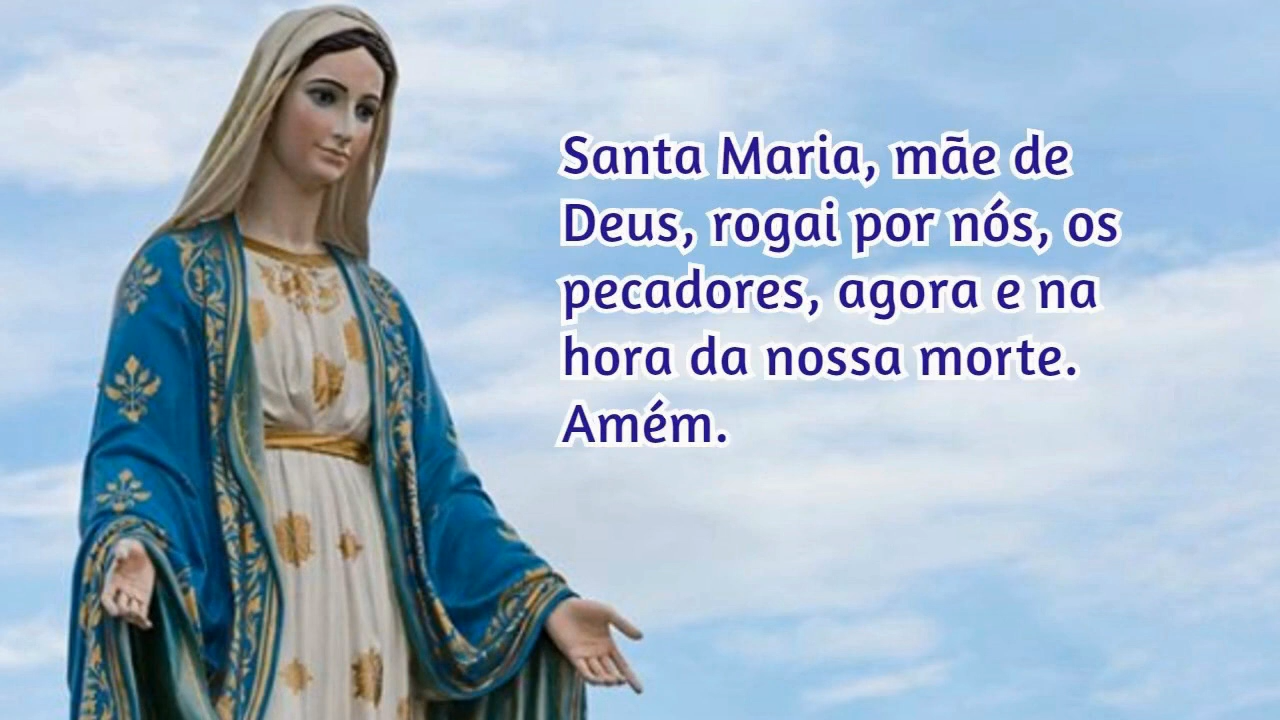 Santa Maria, mãe de
Deus, rogai por nós, os
pecadores, agora e na
hora da nossa morte.
Amém.